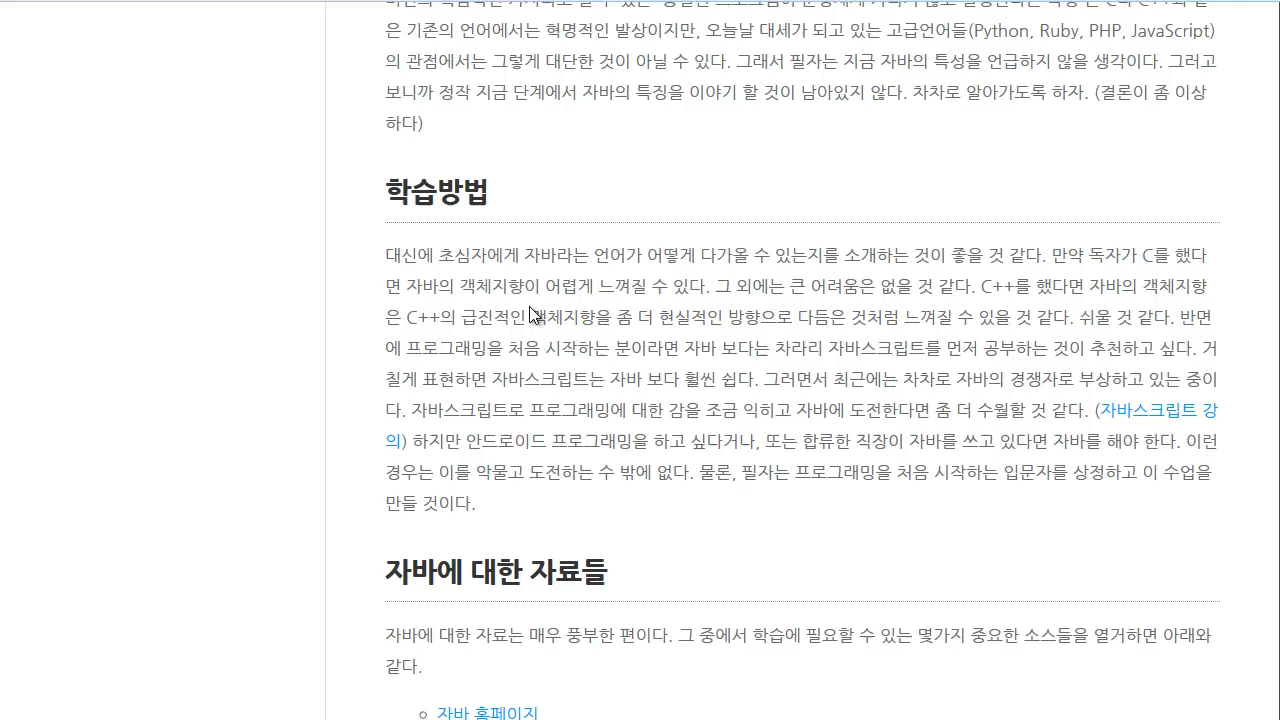 은 기존의 언어에서는 혁명적인 발상이지만, 오늘날 대세가 되고 있는 고급언어들(Python, Ruby, PHP, JavaScript)
의 관점에서는 그렇게 대단한 것이 아닐 수 있다. 그래서 필자는 지금 자바의 특성을 언급하지 않을 생각이다. 그러고
보니까 정작 지금 단계에서 자바의 특징을 이야기 할 것이 남아있지 않다. 차차로 알아가도록 하자. (결론이 좀 이상
하다)
학습방법
대신에 초심자에게 자바라는 언어가 어떻게 다가올 수 있는지를 소개하는 것이 좋을 것 같다. 만약 독자가 C를 했다
면 자바의 객체지향이 어렵게 느껴질 수 있다. 그 외에는 큰 어려움은 없을 것 같다. C++를 했다면 자바의 객체지향
은 C++의 급진적인 객체지향을 좀 더 현실적인 방향으로 다듬은 것처럼 느껴질 수 있을 것 같다. 쉬울 것 같다. 반면
에 프로그래밍을 처음 시작하는 분이라면 자바 보다는 차라리 자바스크립트를 먼저 공부하는 것이 추천하고 싶다. 거
칠게 표현하면 자바스크립트는 자바 보다 훨씬 쉽다. 그러면서 최근에는 차차로 자바의 경쟁자로 부상하고 있는 중이
다. 자바스크립트로 프로그래밍에 대한 감을 조금 익히고 자바에 도전한다면 좀 더 수월할 것 같다. (자바스크립트 강
의) 하지만 안드로이드 프로그래밍을 하고 싶다거나, 또는 합류한 직장이 자바를 쓰고 있다면 자바를 해야 한다. 이런
경우는 이를 악물고 도전하는 수 밖에 없다. 물론, 필자는 프로그래밍을 처음 시작하는 입문자를 상정하고 이 수업을
만들 것이다.
자바에 대한 자료들
자바에 대한 자료는 매우 풍부한 편이다. 그 중에서 학습에 필요할 수 있는 몇가지 중요한 소스들을 열거하면 아래와
같다.
자바 홈페이지